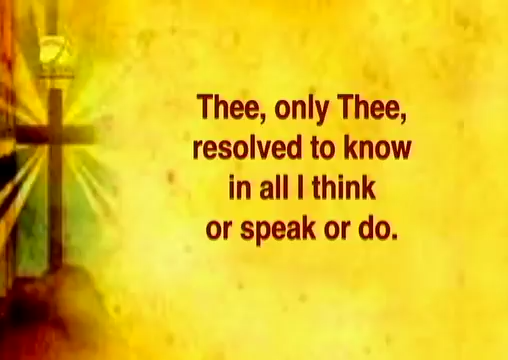 Thee, only Thee,
resolved to know
in all I think
or speak or do.